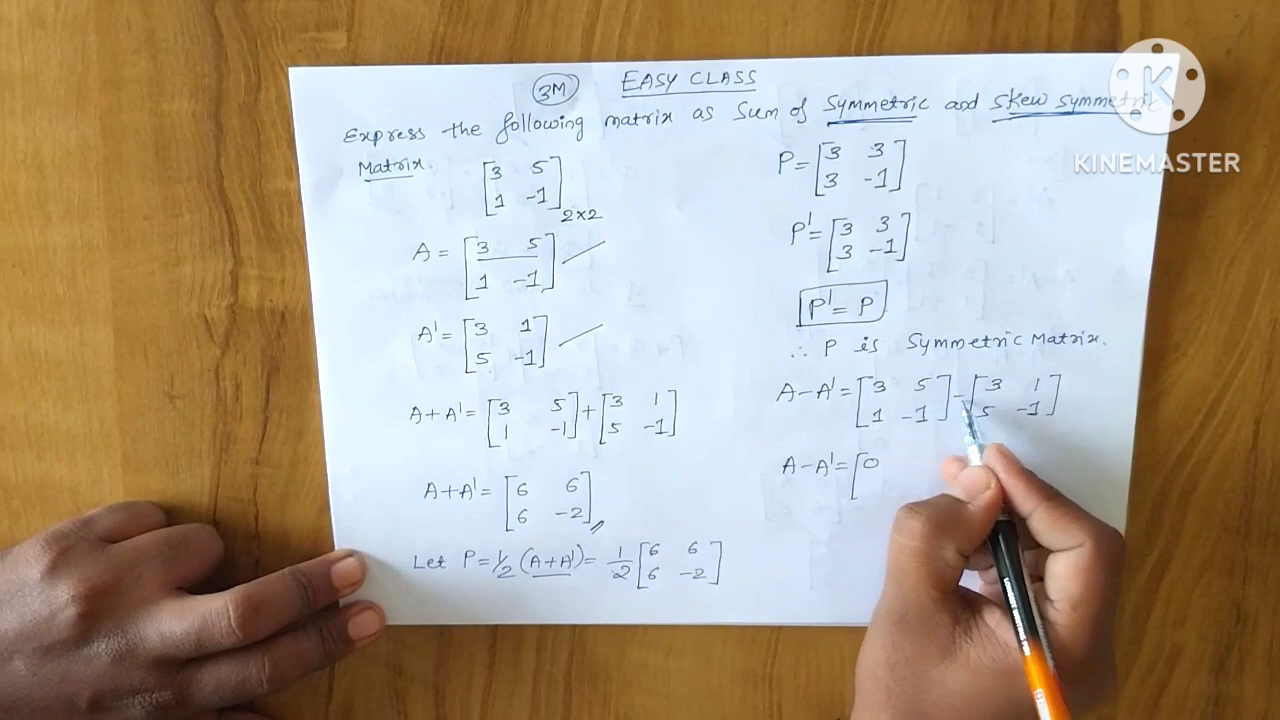 3M EASY CLASS
Express the following matrix as Sum of Symmetric and Skew Symmetric
Matrix.
[3 5
1 -1] 2×2
A = [3 5
1 -1]
A' = [3 1
5 -1]
A+A' = [3 5
1 -1] + [3 1
5 -1]
A+A' = [6 6
6 -2]
Let P = 1/2 (A+A') = 1/2 [6 6
6 -2]
P = [3 3
3 -1]
P' = [3 3
3 -1]
P' = P
∴ P is Symmetric Matrix.
A-A' = [3 5
1 -1] - [3 1
5 -1]
A-A' = [0
K
KINEMASTER